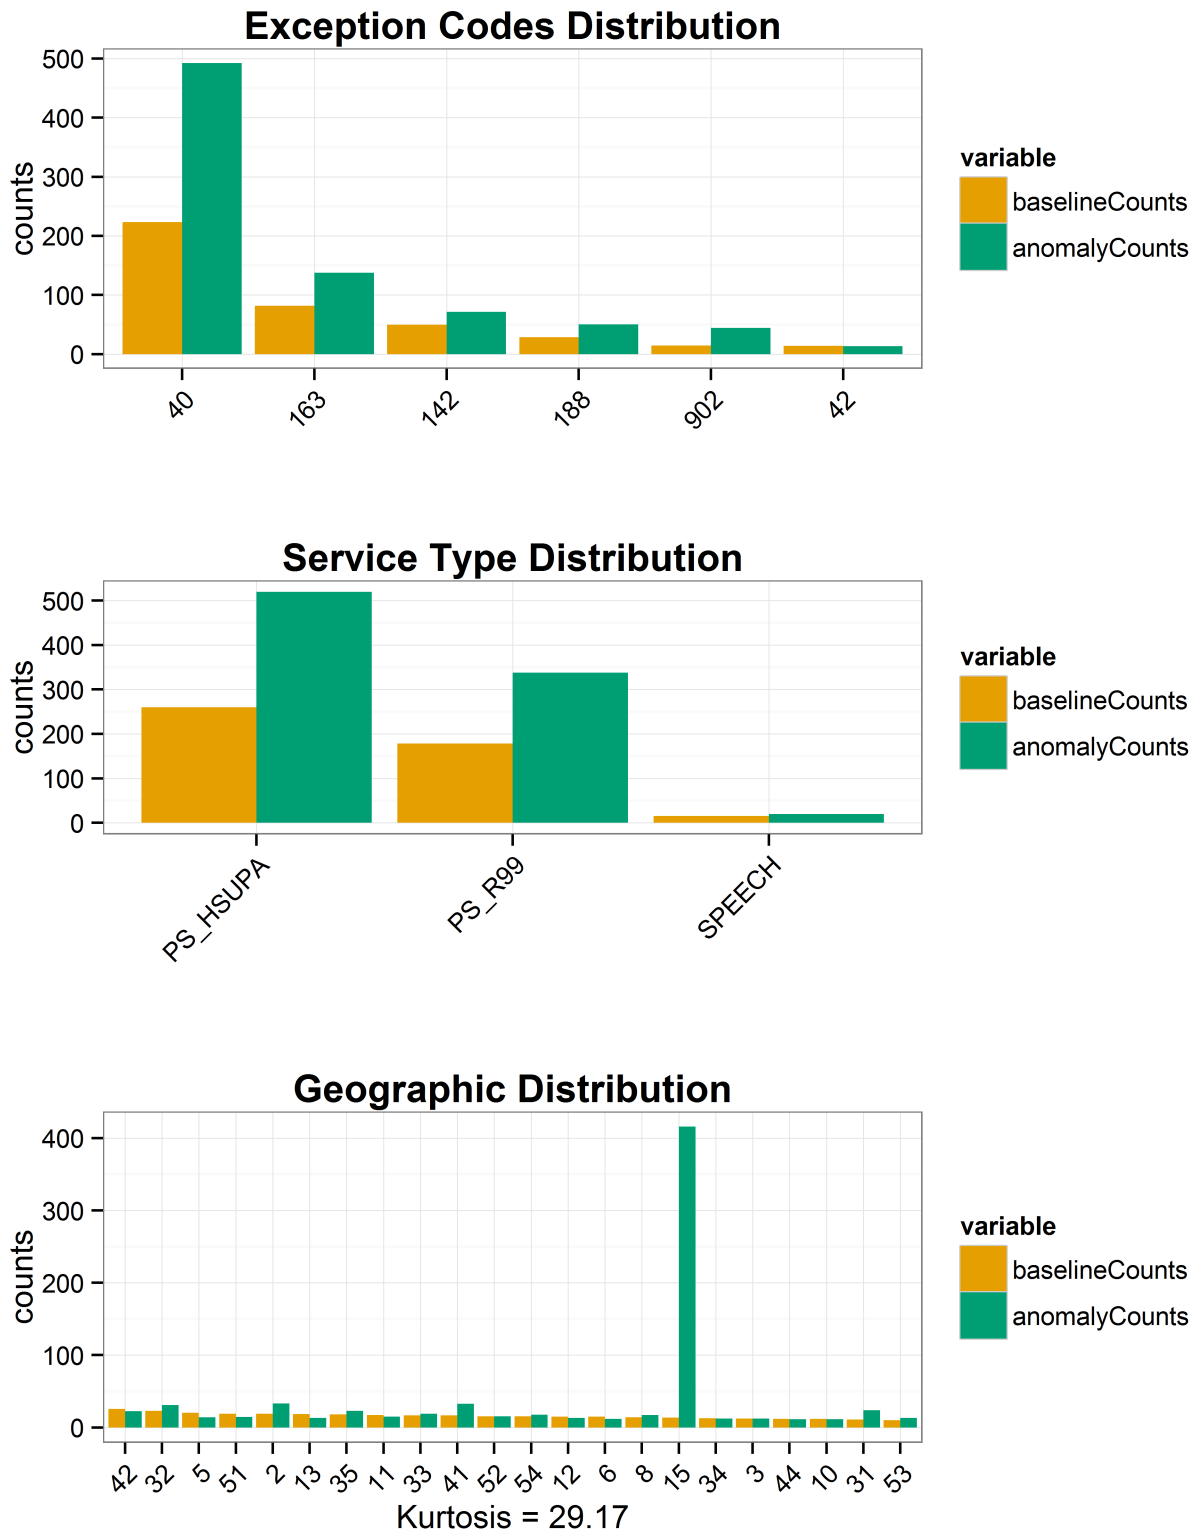 Exception Codes Distribution
500
400
300
200
100
0
counts
40 163 142 188 902 42
variable
baselineCounts
anomalyCounts
Service Type Distribution
500
400
300
200
100
0
counts
PS_HSUPA PS_R99 SPEECH
variable
baselineCounts
anomalyCounts
Geographic Distribution
400
300
200
100
0
counts
42 32 5 51 2 13 35 11 33 41 52 54 12 6 8 15 34 3 44 10 31 53
Kurtosis = 29.17
variable
baselineCounts
anomalyCounts